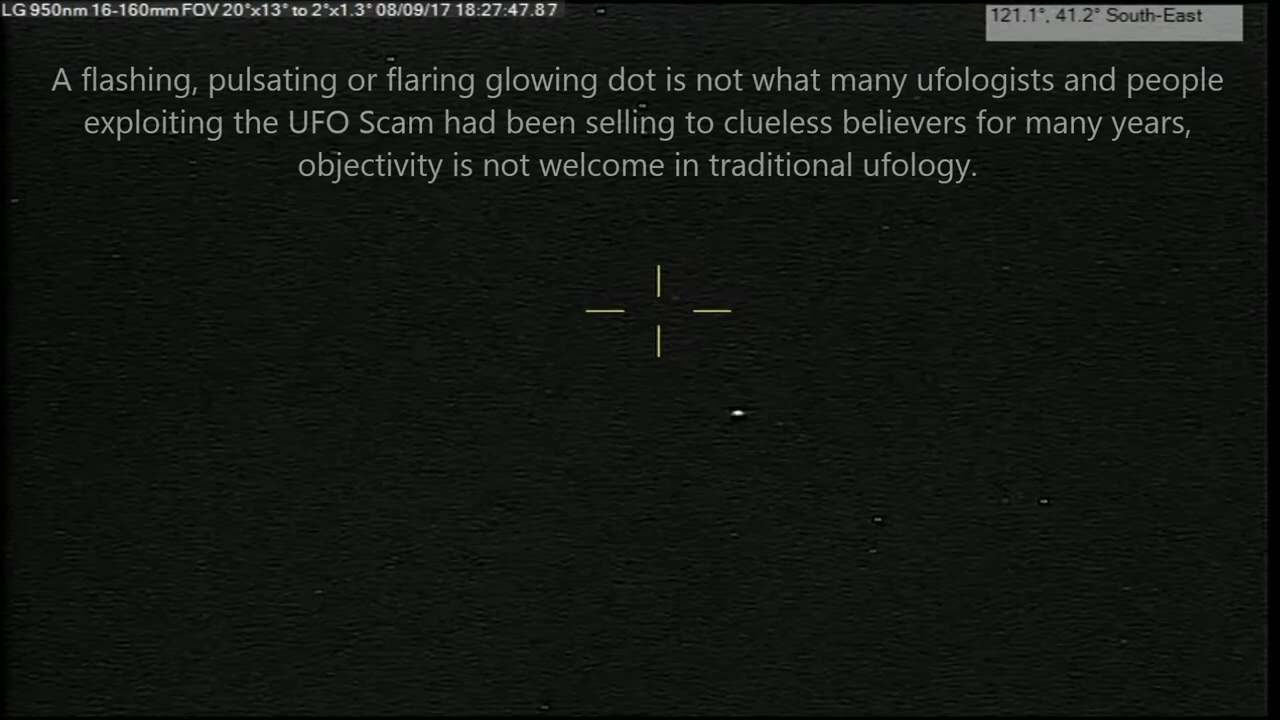 LG 950nm 16-160mm FOV 20°x13° to 2°x1.3° 08/09/17 18:27:47.87
121.1°, 41.2° South-East
A flashing, pulsating or flaring glowing dot is not what many ufologists and people
exploiting the UFO Scam had been selling to clueless believers for many years,
objectivity is not welcome in traditional ufology.